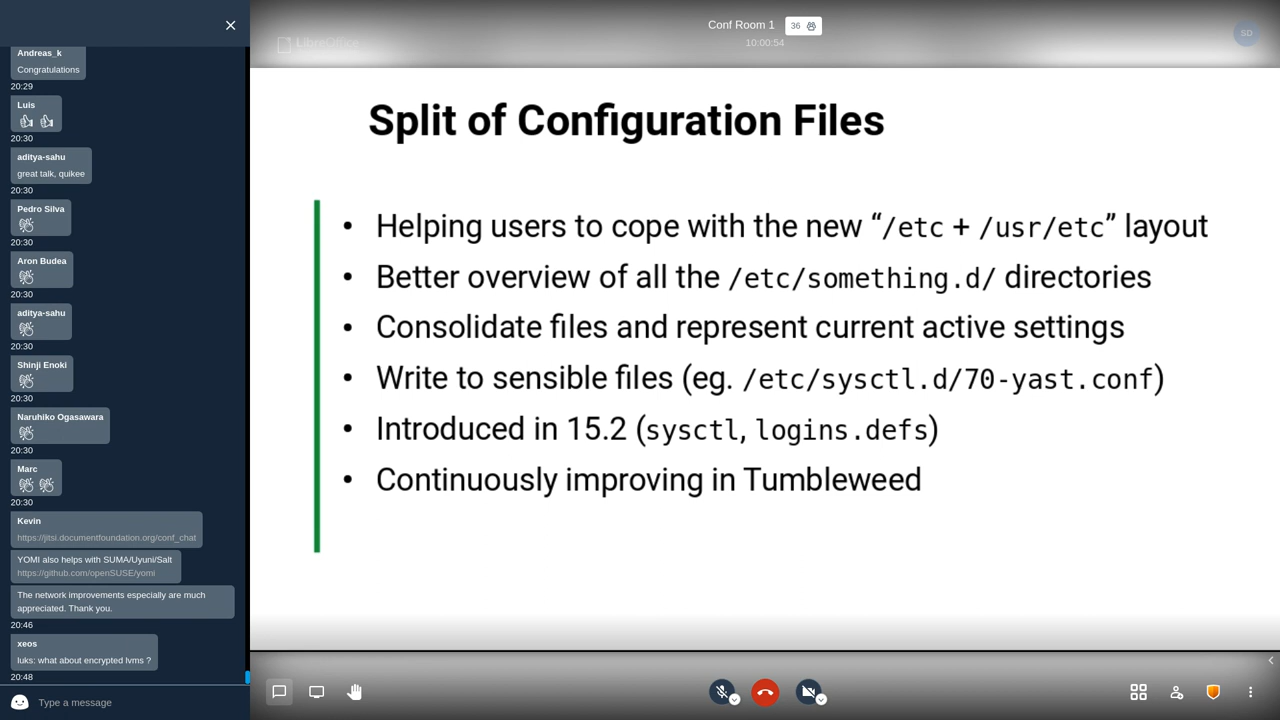 Andreas_k
Congratulations
20:29
Luis
20:30
aditya-sahu
great talk, quikee
20:30
Pedro Silva
20:30
Aron Budea
20:30
aditya-sahu
20:30
Shinji Enoki
20:30
Naruhiko Ogasawara
20:30
Marc
20:30
Kevin
https://jitsi.documentfoundation.org/conf_chat
YOMI also helps with SUMA/Uyuni/Salt
https://github.com/openSUSE/yomi
The network improvements especially are much
appreciated. Thank you.
20:46
xeos
luks: what about encrypted lvms ?
20:48
Type a message
Conf Room 1
36
10:00:54
LibreOffice
SD
Split of Configuration Files
• Helping users to cope with the new “/etc + /usr/etc” layout
• Better overview of all the /etc/something.d/ directories
• Consolidate files and represent current active settings
• Write to sensible files (eg. /etc/sysctl.d/70-yast.conf)
• Introduced in 15.2 (sysctl, logins.defs)
• Continuously improving in Tumbleweed